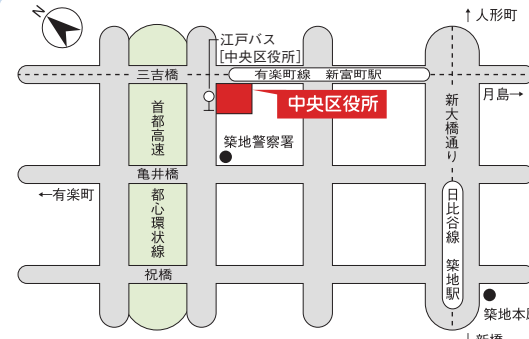 N
↑人形町
江戸バス
[中央区役所]
三吉橋
有楽町線 新富町駅
月島→
中央区役所
首都高速
新大橋通り
築地警察署
亀井橋
←有楽町
都心環状線
日比谷線 築地駅
祝橋
築地本
↓新橋